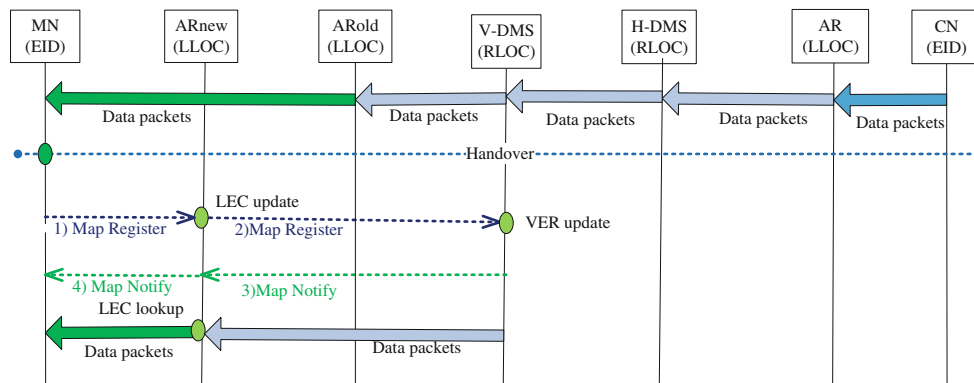 MN
(EID)
ARnew
(LLOC)
ARold
(LLOC)
V-DMS
(RLOC)
H-DMS
(RLOC)
AR
(LLOC)
CN
(EID)
Data packets
Data packets
Data packets
Data packets
Data packets
Handover
LEC update
1) Map Register
2)Map Register
VER update
4) Map Notify
3)Map Notify
LEC lookup
Data packets
Data packets